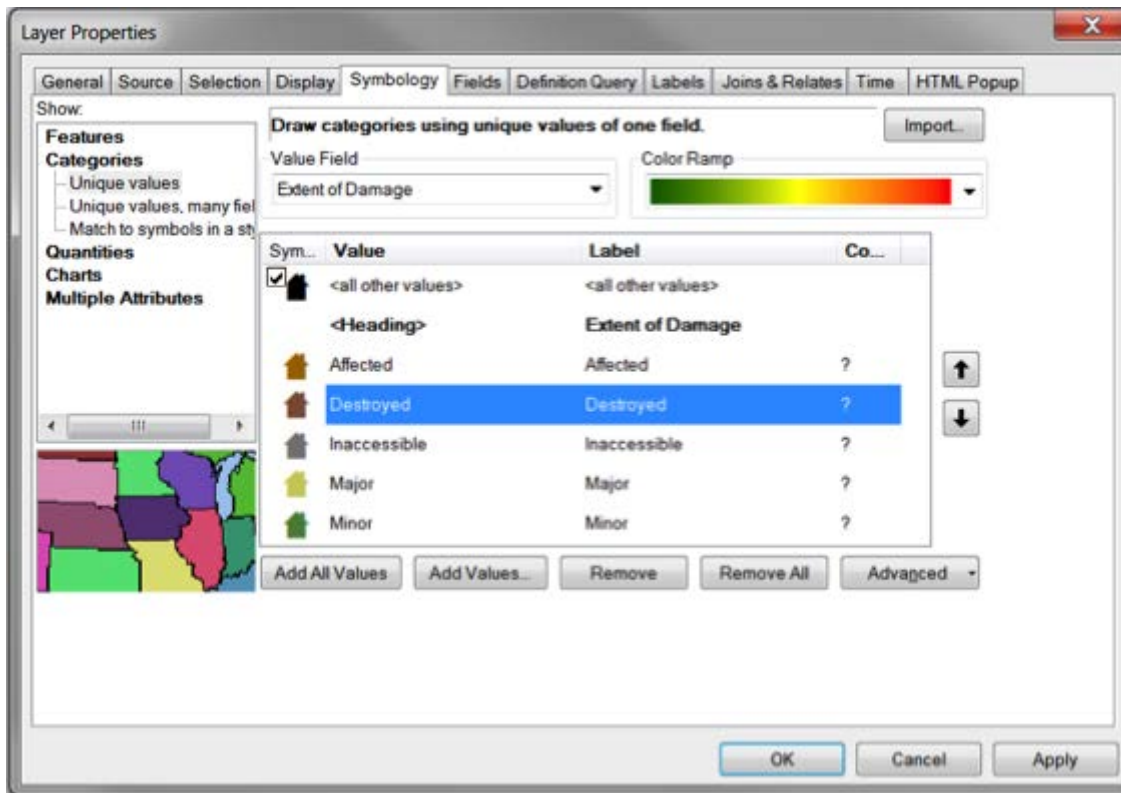 Layer Properties
General Source Selection Display Symbology Fields Definition Query Labels Joins & Relates Time HTML Popup
Show:
Features
Categories
Unique values
Unique values, many fiel
Match to symbols in a sty
Quantities
Charts
Multiple Attributes
Draw categories using unique values of one field.
Import...
Value Field
Extent of Damage
Color Ramp
Sym... Value Label Co...
<all other values> <all other values>
<Heading> Extent of Damage
Affected Affected ?
Destroyed Destroyed ?
Inaccessible Inaccessible ?
Major Major ?
Minor Minor ?
Add All Values Add Values... Remove Remove All Advanced
OK Cancel Apply